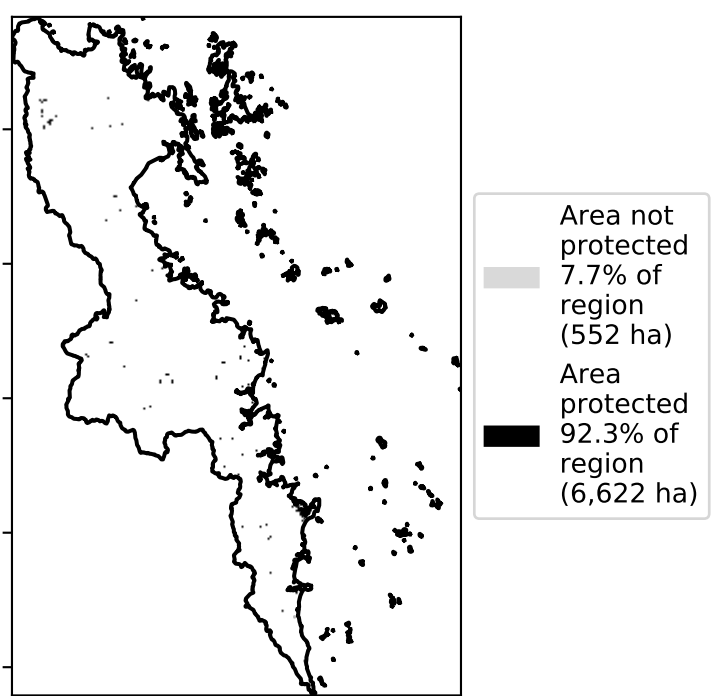 Area not
protected
7.7% of
region
(552 ha)
Area
protected
92.3% of
region
(6,622 ha)